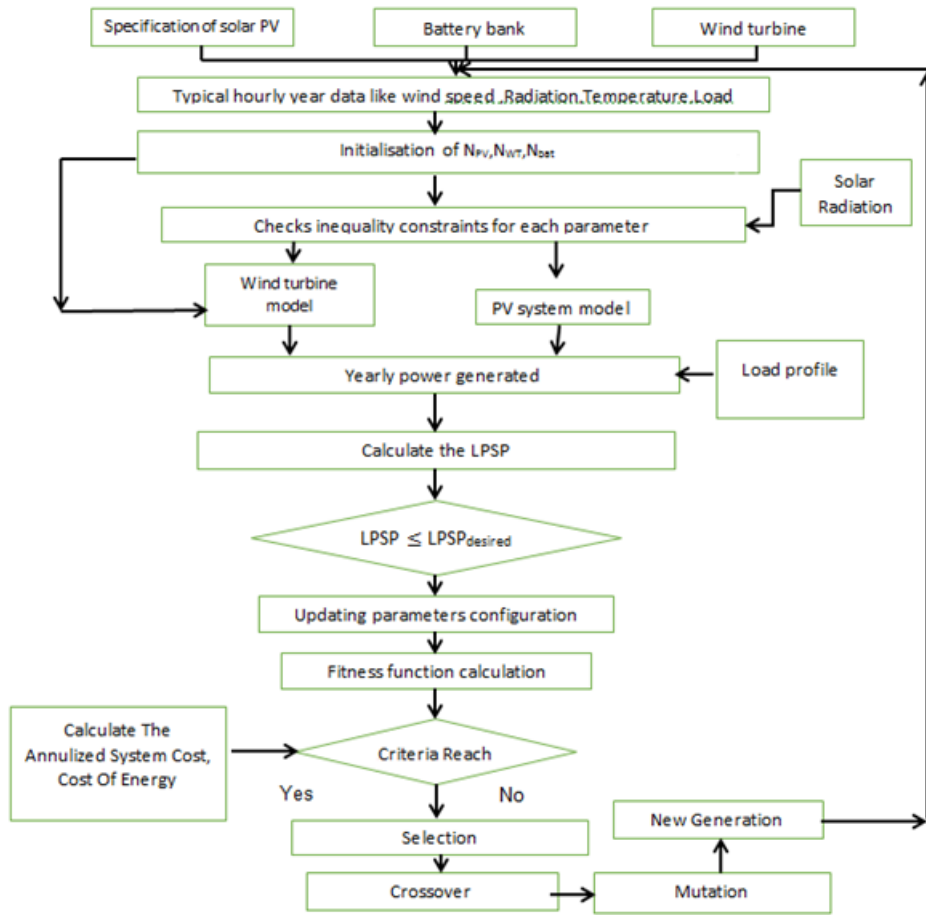 Specification of solar PV
Battery bank
Wind turbine
Typical hourly year data like wind speed ,Radiation,Temperature,Load
Initialisation of NPV,NWT,Nbat
Solar
Radiation
Checks inequality constraints for each parameter
Wind turbine
model
PV system model
Load profile
Yearly power generated
Calculate the LPSP
LPSP ≤ LPSPdesired
Updating parameters configuration
Fitness function calculation
Calculate The
Annulized System Cost,
Cost Of Energy
Criteria Reach
Yes
No
New Generation
Selection
Crossover
Mutation